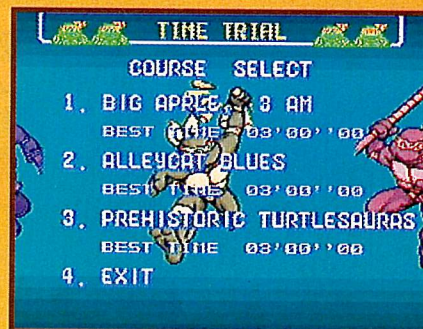 TIME TRIAL
COURSE SELECT
1. BIG APPLE, 3 AM
BEST TIME 03'00''00
2. ALLEYCAT BLUES
BEST TIME 03'00''00
3. PREHISTORIC TURTLESAURAS
BEST TIME 03'00''00
4. EXIT